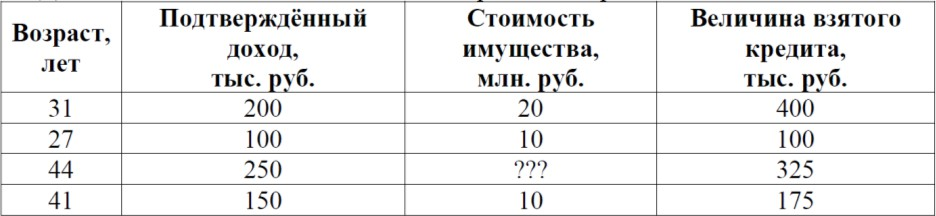 Возраст, лет
Подтверждённый доход, тыс. руб.
Стоимость имущества, млн. руб.
Величина взятого кредита, тыс. руб.
31 200 20 400
27 100 10 100
44 250 ??? 325
41 150 10 175